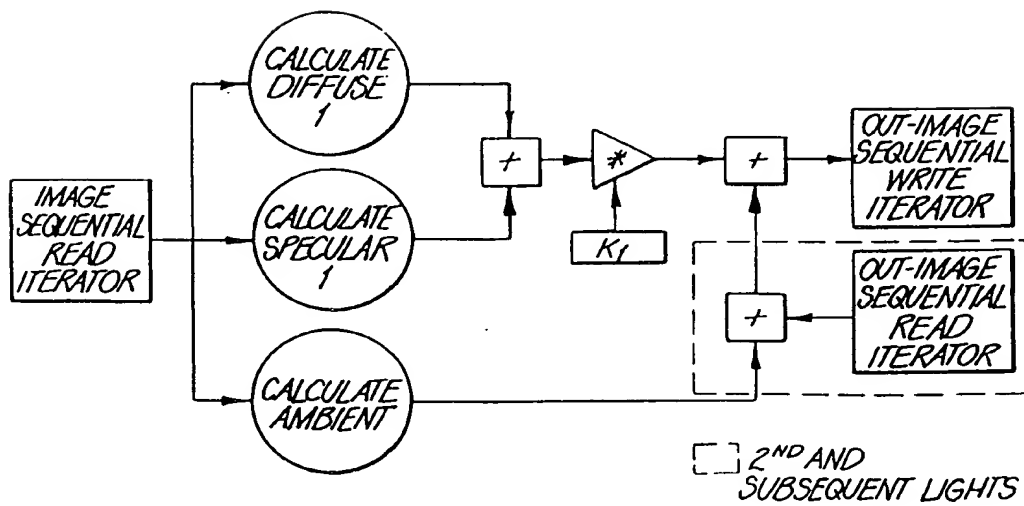 CALCULATE
DIFFUSE
1
IMAGE
SEQUENTIAL
READ
ITERATOR
CALCULATE
SPECULAR
1
CALCULATE
AMBIENT
+
*
K1
+
+
OUT-IMAGE
SEQUENTIAL
WRITE
ITERATOR
OUT-IMAGE
SEQUENTIAL
READ
ITERATOR
2ND AND
SUBSEQUENT LIGHTS